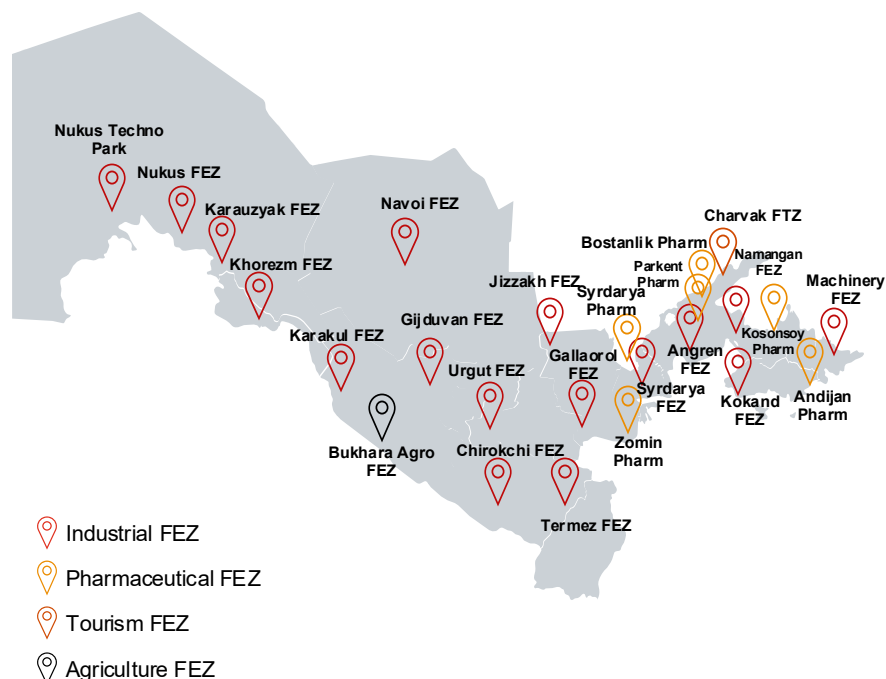 Nukus Techno
Park
Nukus FEZ
Karauzyak FEZ
Khorezm FEZ
Navoi FEZ
Charvak FTZ
Bostanlik Pharm
Namangan
FEZ
Parkent
Pharm
Machinery
FEZ
Jizzakh FEZ
Syrdarya
Pharm
Karakul FEZ
Gijduvan FEZ
Urgut FEZ
Gallaorol
FEZ
Angren
FEZ
Kosonsoy
Pharm
Syrdarya
FEZ
Kokand
FEZ
Andijan
Pharm
Bukhara Agro
FEZ
Chirokchi FEZ
Zomin
Pharm
Termez FEZ
Industrial FEZ
Pharmaceutical FEZ
Tourism FEZ
Agriculture FEZ